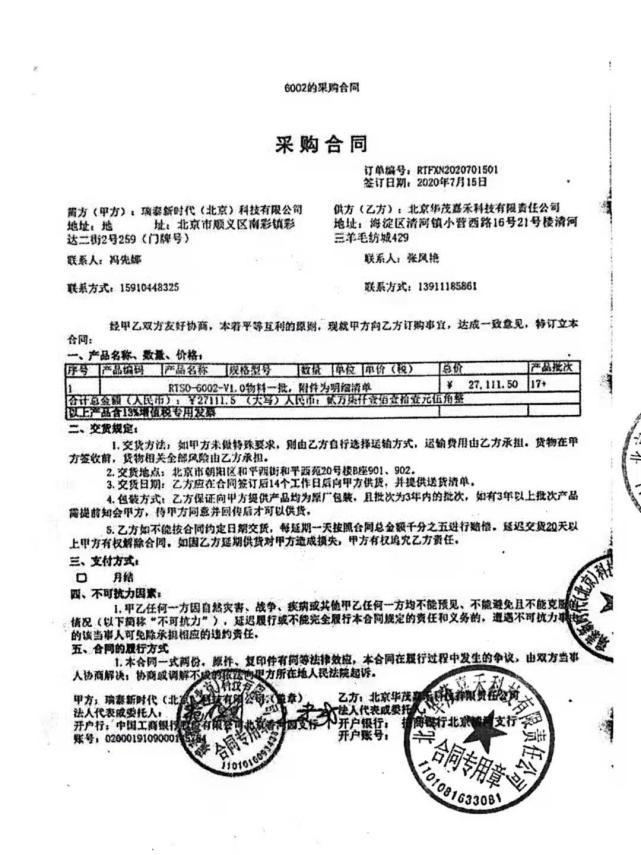 6002的采购合同
采购合同
订单编号：RTFXN2020701501
签订日期：2020年7月15日
需方（甲方）：瑞泰新时代（北京）科技有限公司
地址：地 址：北京市顺义区南彩镇彩
达二街2号259（门牌号）
联系人：冯先娜
联系方式：15910448325
供方（乙方）：北京华茂嘉禾科技有限责任公司
地址：海淀区清河镇小营西路16号21号楼清河
三羊毛纺城429
联系人：张凤艳
联系方式：13911185861
经甲乙双方友好协商，本着平等互利的原则，现就甲方向乙方订购事宜，达成一致意见，特订立本
合同：
一、产品名称、数量、价格：
序号 产品编码 产品名称 规格型号 数量 单位 单价（税） 总价 产品批次
1 RTSO-6002-V1.0物料一批，附件为明细清单 ¥ 27,111.50 17+
合计总金额（人民币）：¥27111.5 （大写）人民币：贰万柒仟壹佰壹拾壹元伍角整
以上产品含13%增值税专用发票
二、交货规定：
1.交货方法：如甲方未做特殊要求，则由乙方自行选择运输方式，运输费用由乙方承担。货物在甲
方签收前，货物相关全部风险由乙方承担。
2.交货地点：北京市朝阳区和平西街和平西苑20号楼B座901、902。
3.交货日期：乙方应在合同签订后14个工作日后向甲方供货，并提供送货清单。
4.包装方式：乙方保证向甲方提供产品均为原厂包装，且批次为3年内的批次，如有3年以上批次产品
需提前知会甲方，待甲方同意并回传后才可以供货。
5.乙方如不能按合同约定日期交货，每延期一天按照合同总金额千分之五进行赔偿。延迟交货20天以
上甲方有权解除合同。如因乙方延期供货对甲方造成损失，甲方有权追究乙方责任。
三、支付方式：
□ 月结
四、不可抗力因素：
1.甲乙任何一方因自然灾害、战争、疾病或其他甲乙任何一方均不能预见、不能避免且不能克服的
情况（以下简称“不可抗力”），延迟履行或不能完全履行本合同规定的责任和义务的，遭遇不可抗力事
的该当事人可免除承担相应的违约责任。
五、合同的履行方式
1.本合同一式两份，原件、复印件有同等法律效应，本合同在履行过程中发生的争议，由双方当事
人协商解决；协商或调解不成的依法向甲方所在地人民法院起诉。
甲方：瑞泰新时代（北京）科技有限公司（盖章）
法人代表或委托人：
开户行：中国工商银行
账号：0200019109000
乙方：北京华茂嘉禾科技有限责任公司
法人代表或委托人
开户银行：招商银行北京 支行
开户账号：
合同专用章
北京华茂嘉禾科技有限责任公司
合同专用章
1101081633081